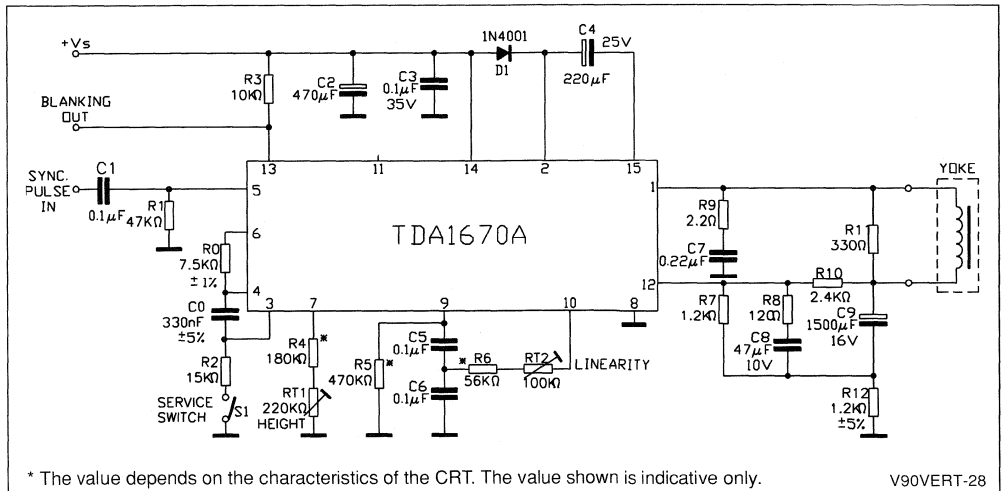 +Vs
1N4001
D1
C4
25V
220µF
R3
10KΩ
C2
470µF
C3
0.1µF
35V
BLANKING
OUT
13
11
14
2
15
SYNC.
PULSE
IN
C1
0.1µF
R1
47KΩ
5
1
YOKE
6
R0
7.5KΩ
±1%
TDA1670A
R9
2.2Ω
C7
0.22µF
R11
330Ω
4
12
R10
2.4KΩ
C0
330nF
±5%
3
7
9
10
8
R7
1.2KΩ
R8
120Ω
C8
47µF
10V
C9
1500µF
16V
R2
15KΩ
SERVICE
SWITCH
S1
R4
*
180KΩ
RT1
220KΩ
HEIGHT
R5
*
470KΩ
C5
0.1µF
C6
0.1µF
*
R6
56KΩ
RT2
100KΩ
LINEARITY
R12
1.2KΩ
±5%
* The value depends on the characteristics of the CRT. The value shown is indicative only.
V90VERT-28